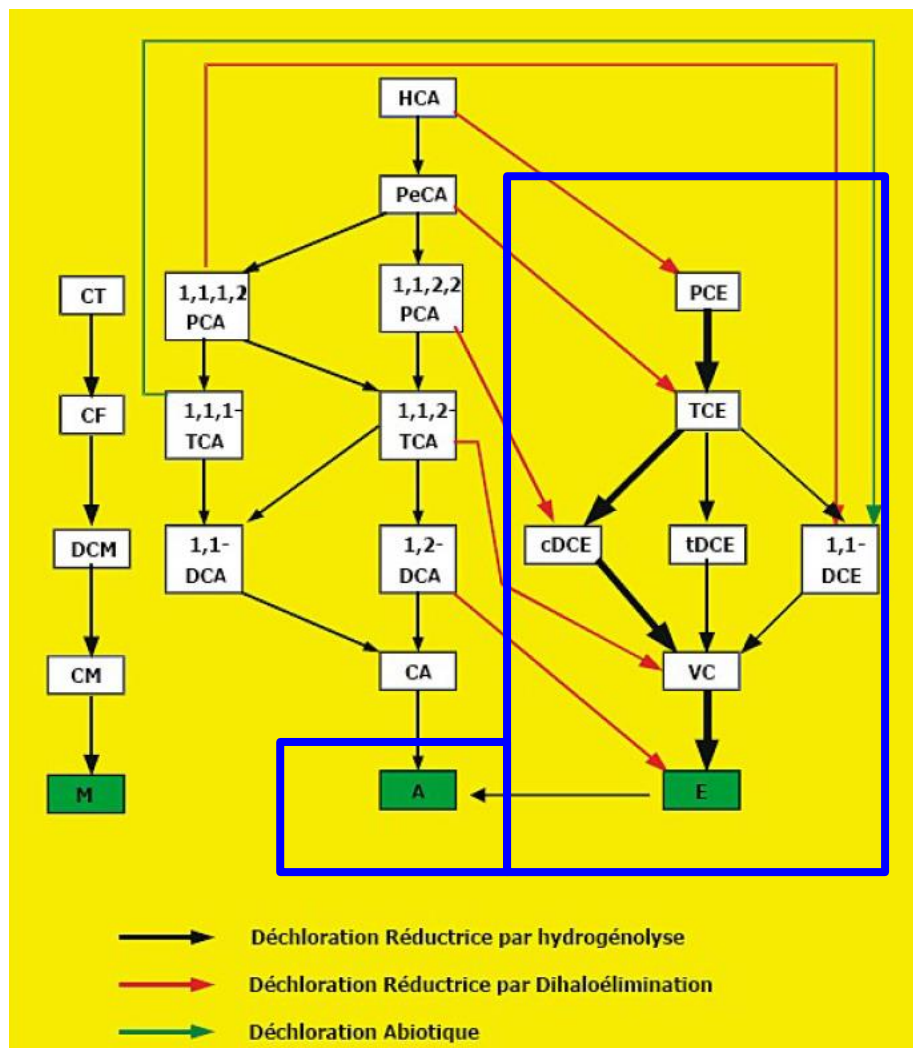 HCA
PeCA
CT
1,1,1,2
PCA
1,1,2,2
PCA
PCE
CF
1,1,1-
TCA
1,1,2-
TCA
TCE
DCM
1,1-
DCA
1,2-
DCA
cDCE
tDCE
1,1-
DCE
CM
CA
VC
M
A
E
Déchloration Réductrice par hydrogénolyse
Déchloration Réductrice par Dihaloélimination
Déchloration Abiotique